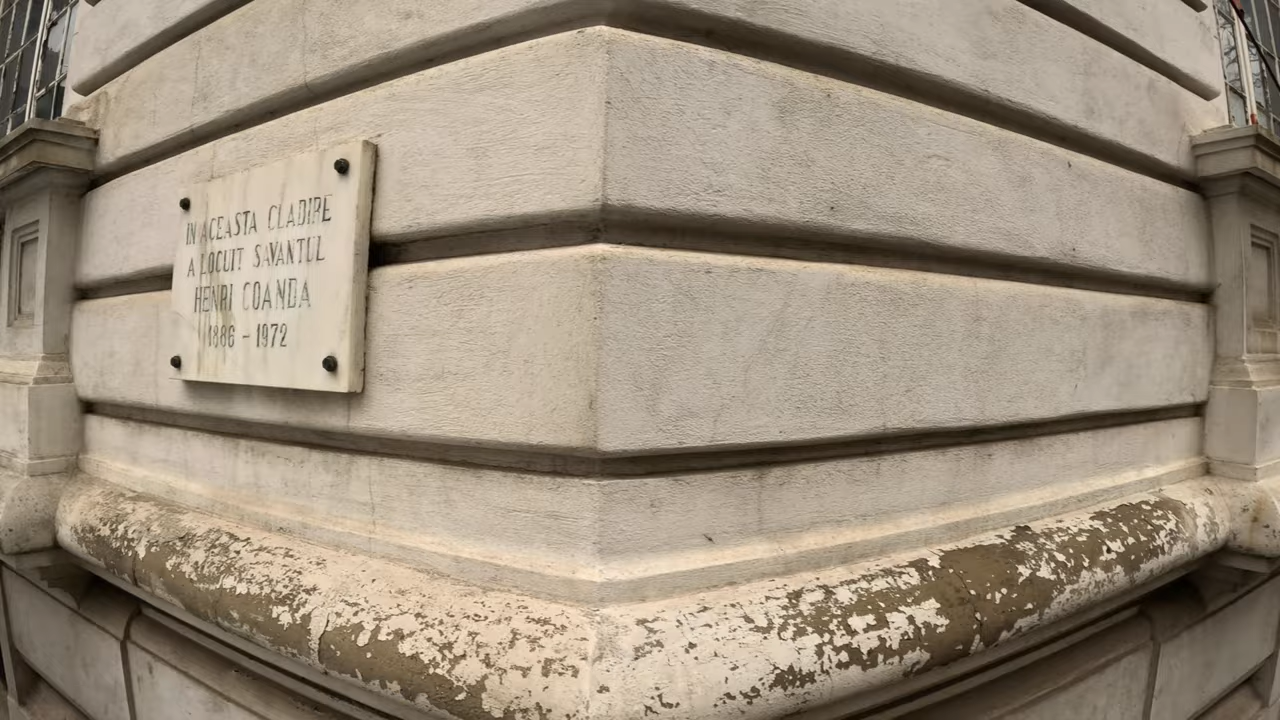 IN ACEASTA CLADIRE
A LOCUIT SAVANTUL
HENRI COANDA
1886 - 1972